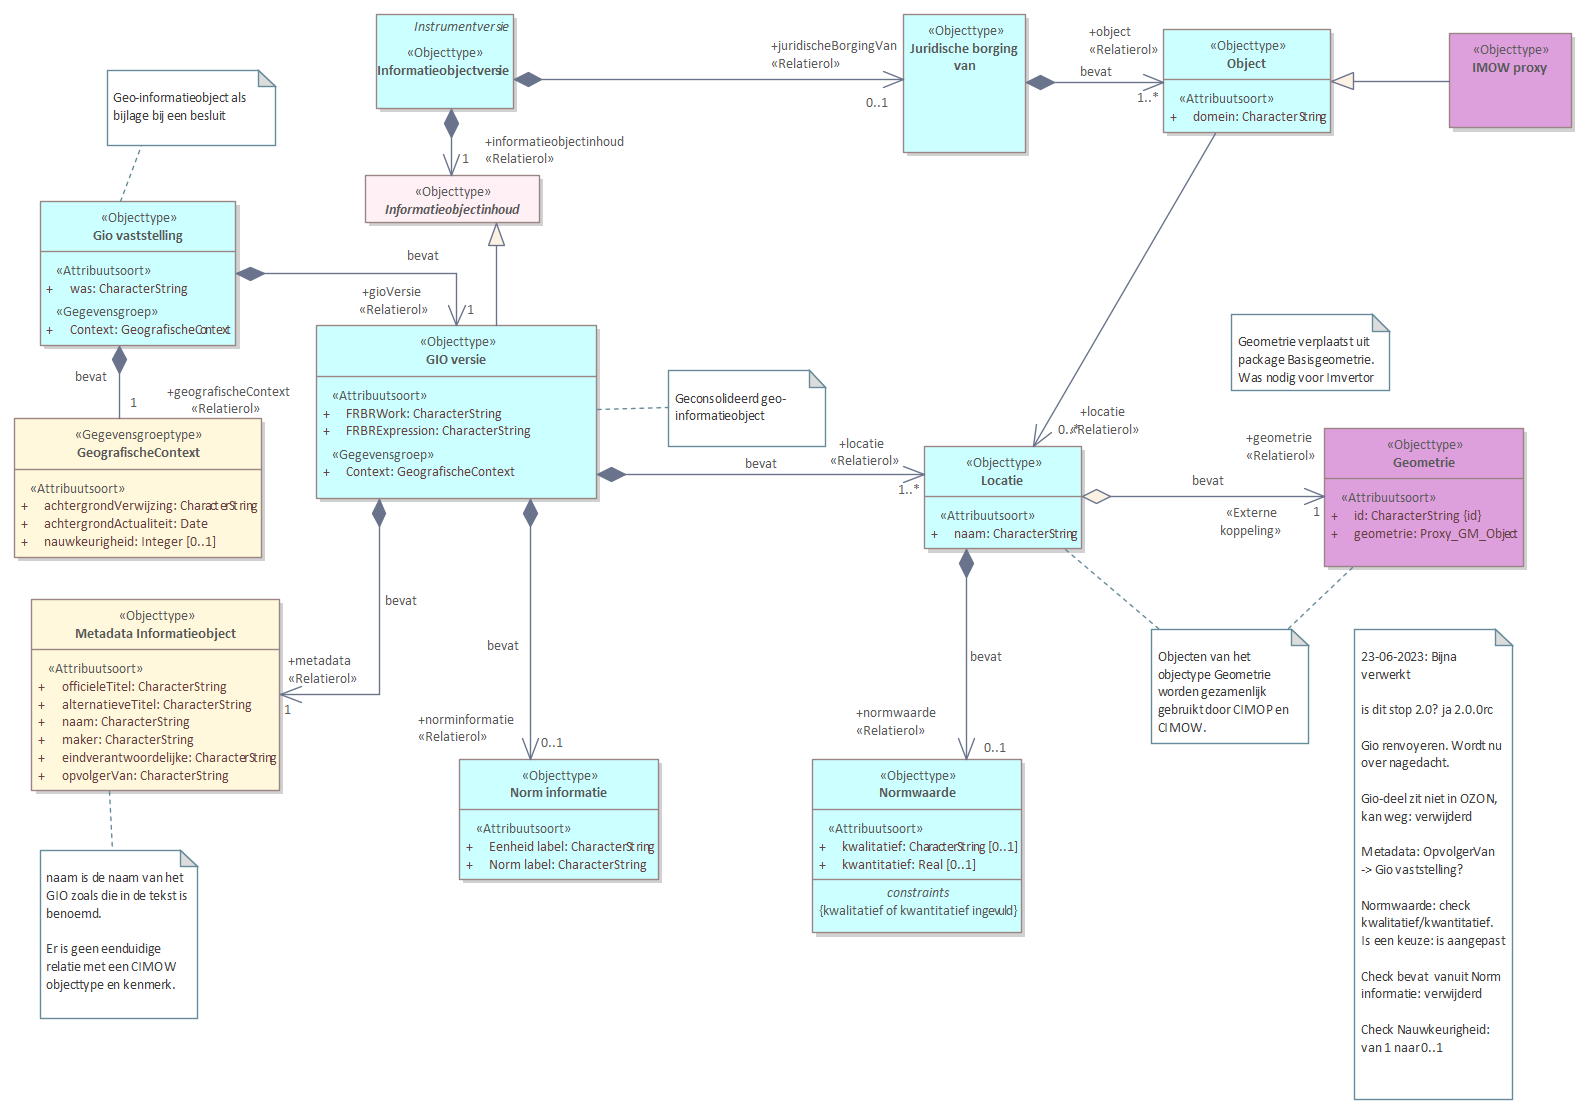 Instrumentversie
«Objecttype»
Informatieobjectversie
+juridischeBorgingVan
«Relatierol»
0..1
«Objecttype»
Juridische borging
van
+object
«Relatierol»
bevat
1..*
«Objecttype»
Object
«Attribuutsoort»
+ domein: CharacterString
«Objecttype»
IMOW proxy
Geo-informatieobject als
bijlage bij een besluit
+informatieobjectinhoud
«Relatierol»
1
«Objecttype»
Informatieobjectinhoud
«Objecttype»
Gio vaststelling
«Attribuutsoort»
+ was: CharacterString
«Gegevensgroep»
+ Context: GeografischeContext
bevat
+gioVersie
«Relatierol»
1
bevat
+geografischeContext
«Relatierol»
1
«Gegevensgroeptype»
GeografischeContext
«Attribuutsoort»
+ achtergrondVerwijzing: CharacterString
+ achtergrondActualiteit: Date
+ nauwkeurigheid: Integer [0..1]
«Objecttype»
GIO versie
«Attribuutsoort»
+ FRBRWork: CharacterString
+ FRBRExpression: CharacterString
«Gegevensgroep»
+ Context: GeografischeContext
Geconsolideerd geo-
informatieobject
+locatie
«Relatierol»
bevat
1..*
+locatie
0..*
«Relatierol»
«Objecttype»
Locatie
«Attribuutsoort»
+ naam: CharacterString
Geometrie verplaatst uit
package Basisgeometrie.
Was nodig voor Imvertor
+geometrie
«Relatierol»
bevat
«Externe
koppeling»
1
«Objecttype»
Geometrie
«Attribuutsoort»
+ id: CharacterString {id}
+ geometrie: Proxy_GM_Object
«Objecttype»
Metadata Informatieobject
«Attribuutsoort»
+ officieleTitel: CharacterString
+ alternatieveTitel: CharacterString
+ naam: CharacterString
+ maker: CharacterString
+ eindverantwoordelijke: CharacterString
+ opvolgerVan: CharacterString
bevat
+metadata
«Relatierol»
1
bevat
+norminformatie
«Relatierol»
0..1
«Objecttype»
Norm informatie
«Attribuutsoort»
+ Eenheid label: CharacterString
+ Norm label: CharacterString
bevat
+normwaarde
«Relatierol»
0..1
«Objecttype»
Normwaarde
«Attribuutsoort»
+ kwalitatief: CharacterString [0..1]
+ kwantitatief: Real [0..1]
constraints
{kwalitatief of kwantitatief ingevuld}
Objecten van het
objectype Geometrie
worden gezamenlijk
gebruikt door CIMOP en
CIMOW.
naam is de naam van het
GIO zoals die in de tekst is
benoemd.
Er is geen eenduidige
relatie met een CIMOW
objecttype en kenmerk.
23-06-2023: Bijna
verwerkt
is dit stop 2.0? ja 2.0.0rc
Gio renvoyeren. Wordt nu
over nagedacht.
Gio-deel zit niet in OZON,
kan weg: verwijderd
Metadata: OpvolgerVan
-> Gio vaststelling?
Normwaarde: check
kwalitatief/kwantitatief.
Is een keuze: is aangepast
Check bevat vanuit Norm
informatie: verwijderd
Check Nauwkeurigheid:
van 1 naar 0..1